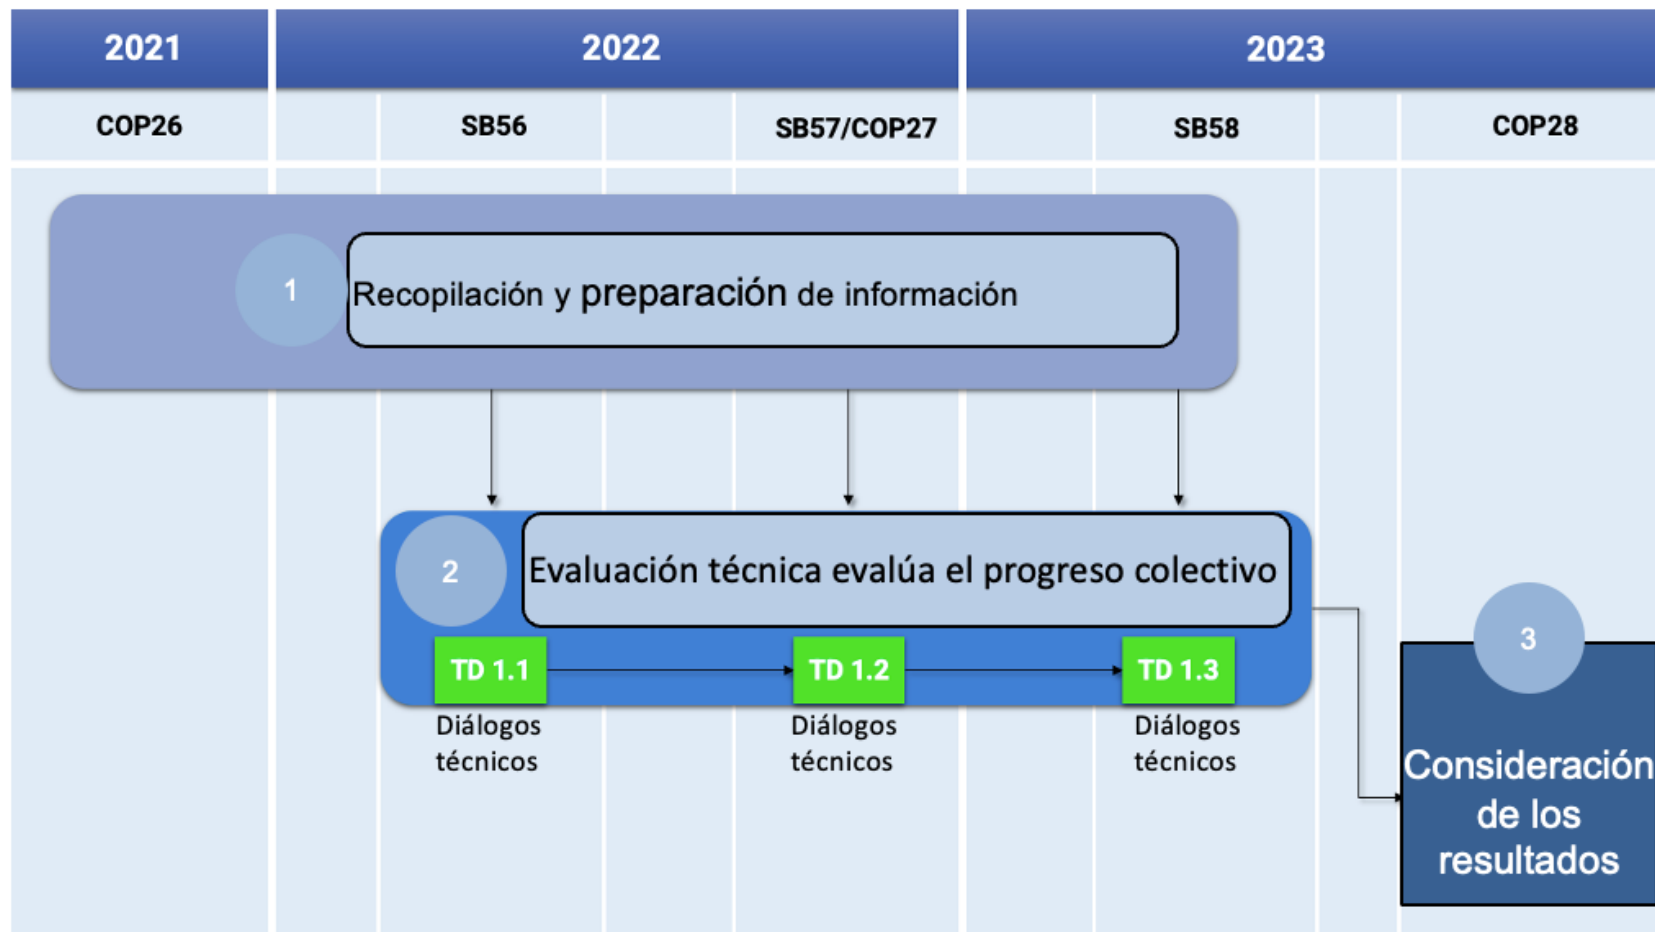 2021
2022
2023
COP26
SB56
SB57/COP27
SB58
COP28
1
Recopilación y preparación de información
2
Evaluación técnica evalúa el progreso colectivo
TD 1.1
TD 1.2
TD 1.3
Diálogos
técnicos
Diálogos
técnicos
Diálogos
técnicos
3
Consideración
de los
resultados